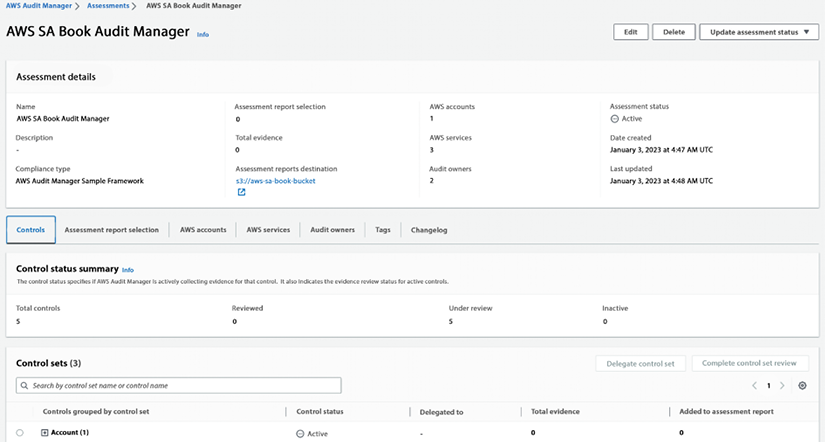 AWS Audit Manager > Assessments > AWS SA Book Audit Manager
AWS SA Book Audit Manager Info
Edit Delete Update assessment status
Assessment details
Name Assessment report selection AWS accounts Assessment status
AWS SA Book Audit Manager 0 1 Active
Description Total evidence AWS services Date created
- 0 3 January 3, 2023 at 4:47 AM UTC
Compliance type Assessment reports destination Audit owners Last updated
AWS Audit Manager Sample Framework s3://aws-sa-book-bucket 2 January 3, 2023 at 4:48 AM UTC
Controls Assessment report selection AWS accounts AWS services Audit owners Tags Changelog
Control status summary Info
The control status specifies if AWS Audit Manager is actively collecting evidence for that control. It also indicates the evidence review status for active controls.
Total controls Reviewed Under review Inactive
5 0 5 0
Control sets (3) Delegate control set Complete control set review
Search by control set name or control name < 1 >
Controls grouped by control set Control status Delegated to Total evidence Added to assessment report
Account (1) Active - 0 0